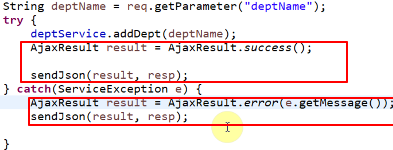 String deptName = req.getParameter("deptName");
try {
deptService.addDept(deptName);
AjaxResult result = AjaxResult.success();
sendJson(result, resp);
} catch(ServiceException e) {
AjaxResult result = AjaxResult.error(e.getMessage());
sendJson(result, resp);
}